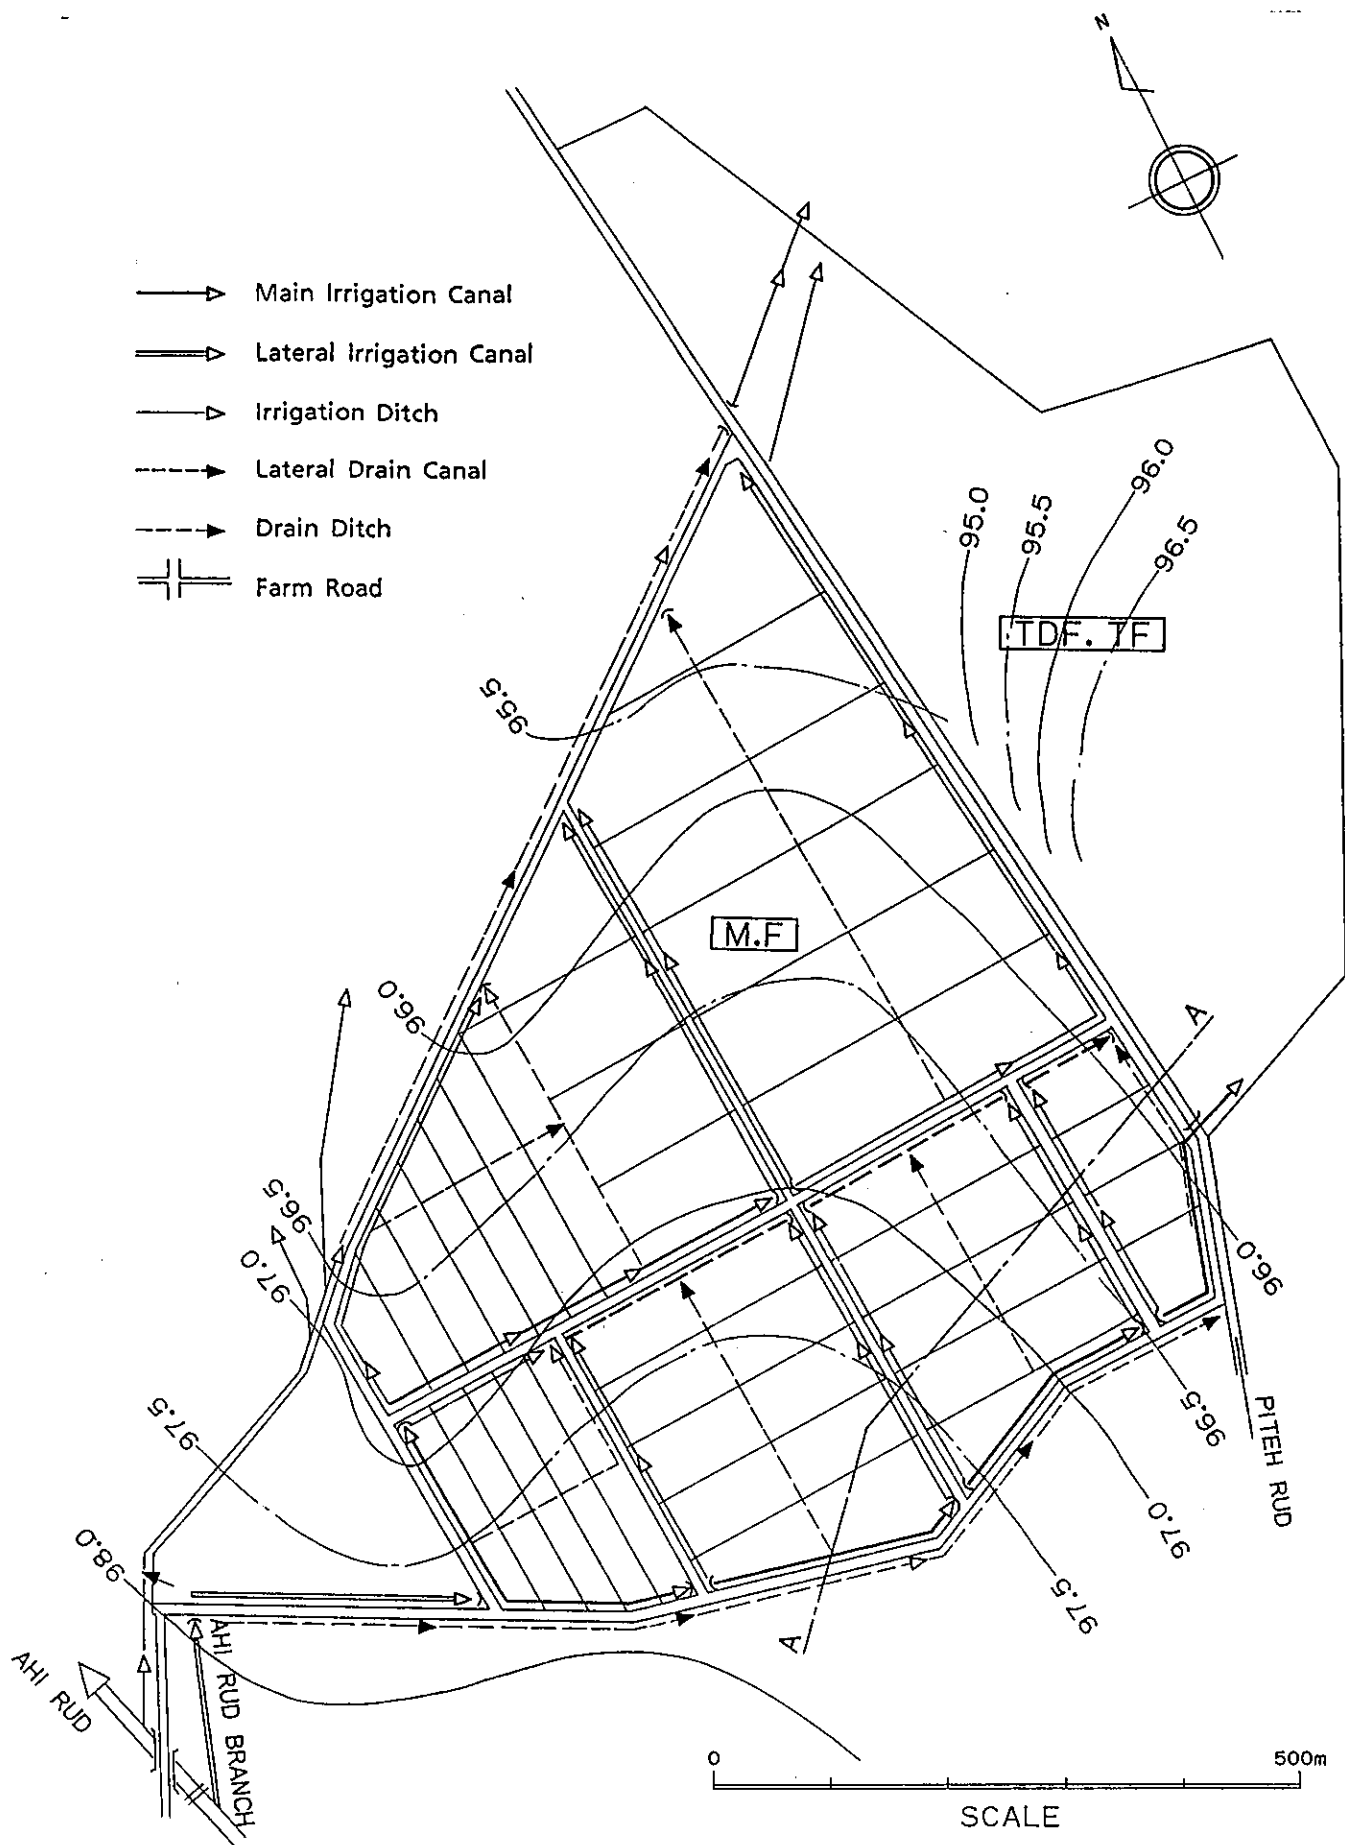 N
Main Irrigation Canal
Lateral Irrigation Canal
Irrigation Ditch
Lateral Drain Canal
Drain Ditch
Farm Road
95.0
95.5
96.0
96.5
TDF. TF
95.5
M.F
96.0
A
96.5
97.0
96.0
97.5
96.5
PITEH RUD
97.0
98.0
97.5
A
AHI RUD
AHI RUD BRANCH
0 500m
SCALE